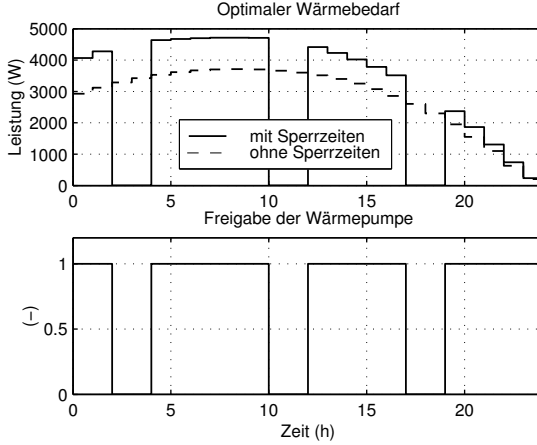 Optimaler Wärmebedarf
Leistung (W)
5000
4000
3000
2000
1000
0
mit Sperrzeiten
ohne Sperrzeiten
0 5 10 15 20
Freigabe der Wärmepumpe
(−)
1
0.5
0
0 5 10 15 20
Zeit (h)